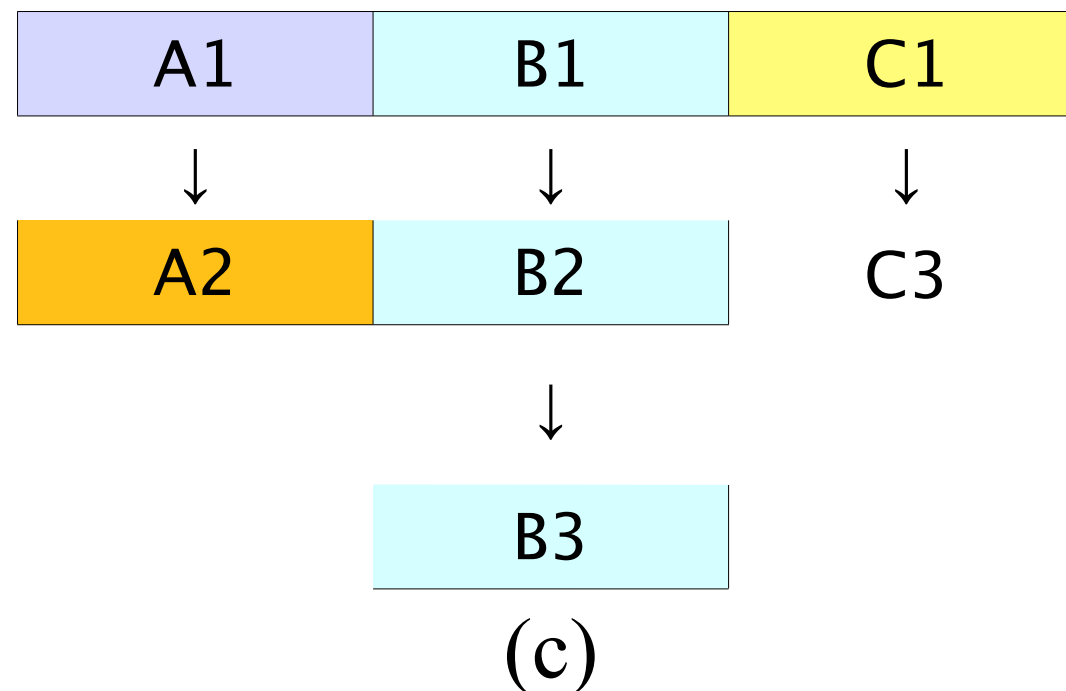 A1 B1 C1
↓ ↓ ↓
A2 B2 C3
↓
B3
(c)